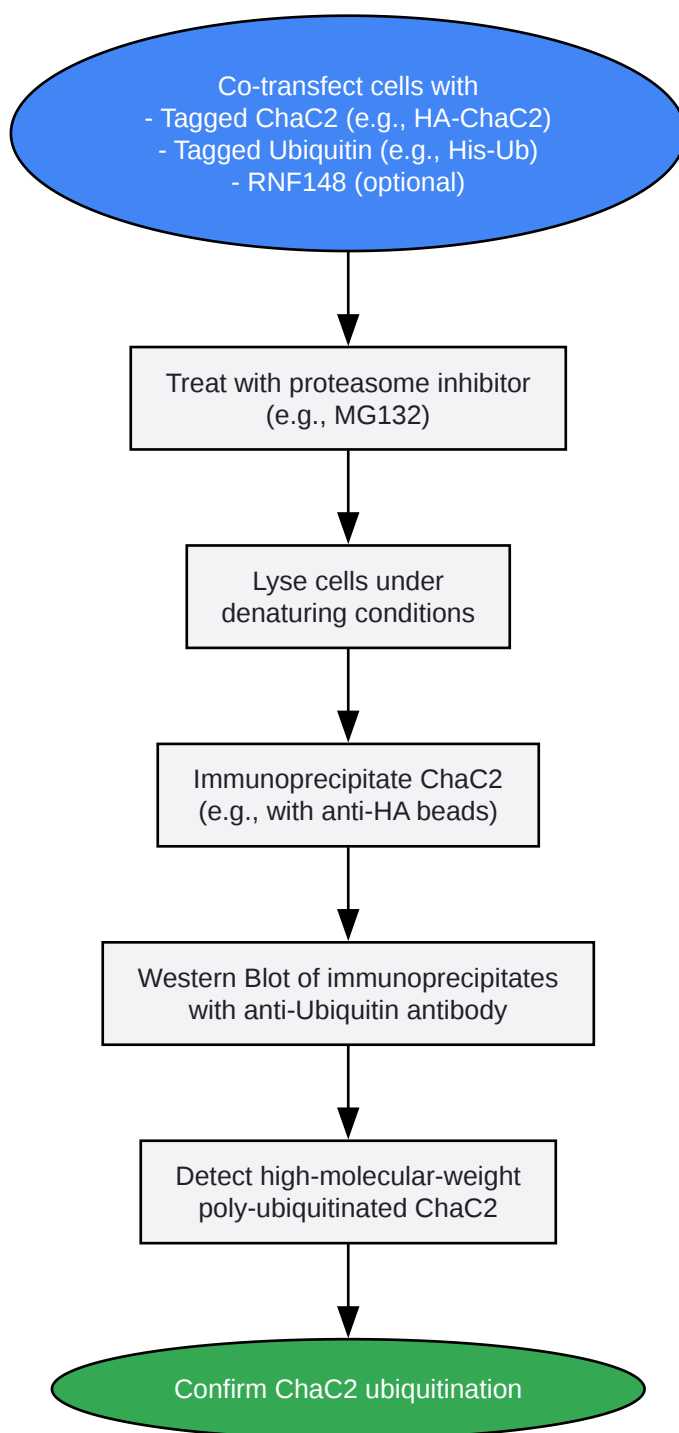 Co-transfect cells with
- Tagged ChaC2 (e.g., HA-ChaC2)
- Tagged Ubiquitin (e.g., His-Ub)
- RNF148 (optional)
Treat with proteasome inhibitor
(e.g., MG132)
Lyse cells under
denaturing conditions
Immunoprecipitate ChaC2
(e.g., with anti-HA beads)
Western Blot of immunoprecipitates
with anti-Ubiquitin antibody
Detect high-molecular-weight
poly-ubiquitinated ChaC2
Confirm ChaC2 ubiquitination